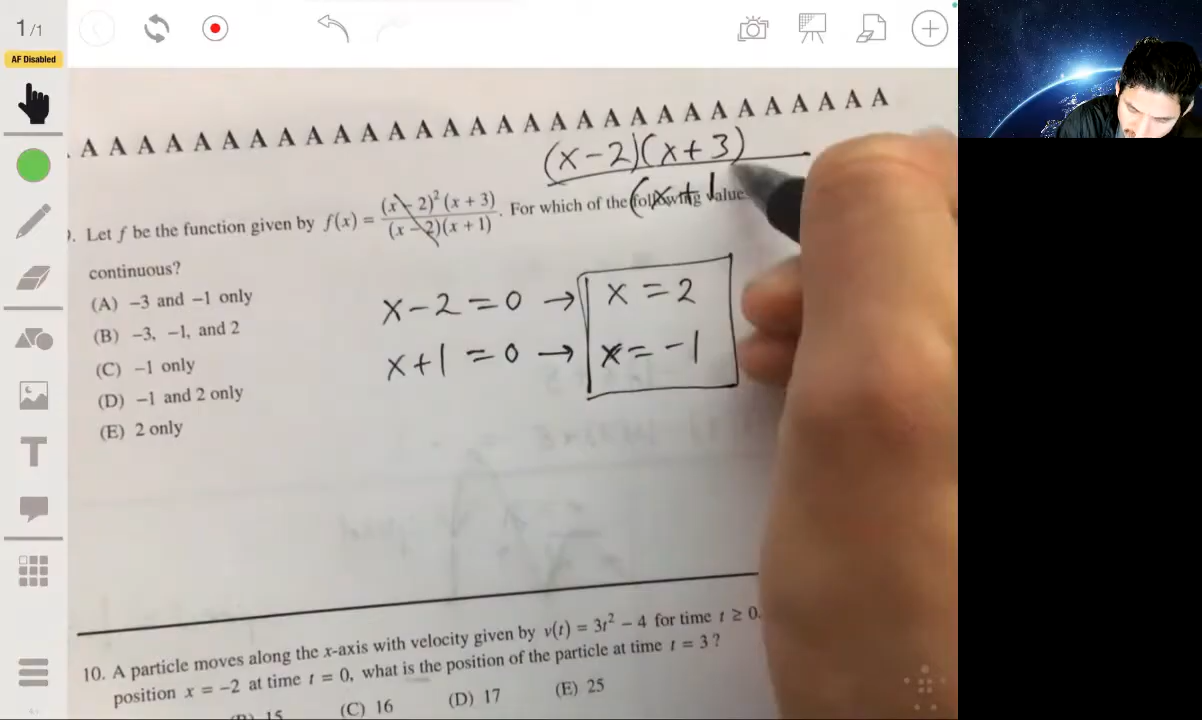 1/1
AF Disabled
A A A A A A A A A A A A A A A A A A A A A A A A A A A A A A
(x-2)(x+3)
(x+1
. Let f be the function given by f(x) = (x - 2)² (x + 3) / (x - 2)(x + 1) . For which of the following value
continuous?
(A) -3 and -1 only
(B) -3, -1, and 2
(C) -1 only
(D) -1 and 2 only
(E) 2 only
x-2=0 → x=2
x+1=0 → x=-1
10. A particle moves along the x-axis with velocity given by v(t) = 3t² - 4 for time t ≥ 0.
position x = -2 at time t = 0, what is the position of the particle at time t = 3 ?
15
(C) 16
(D) 17
(E) 25
T